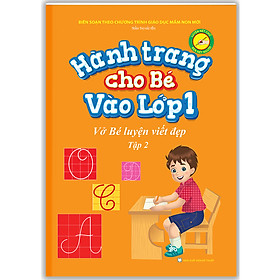 BIÊN SOẠN THEO CHƯƠNG TRÌNH GIÁO DỤC MẦM NON MỚI
Hành trang
cho Bé
Vào Lớp 1
Vở Bé luyện viết đẹp
Tập 2
O
C
A